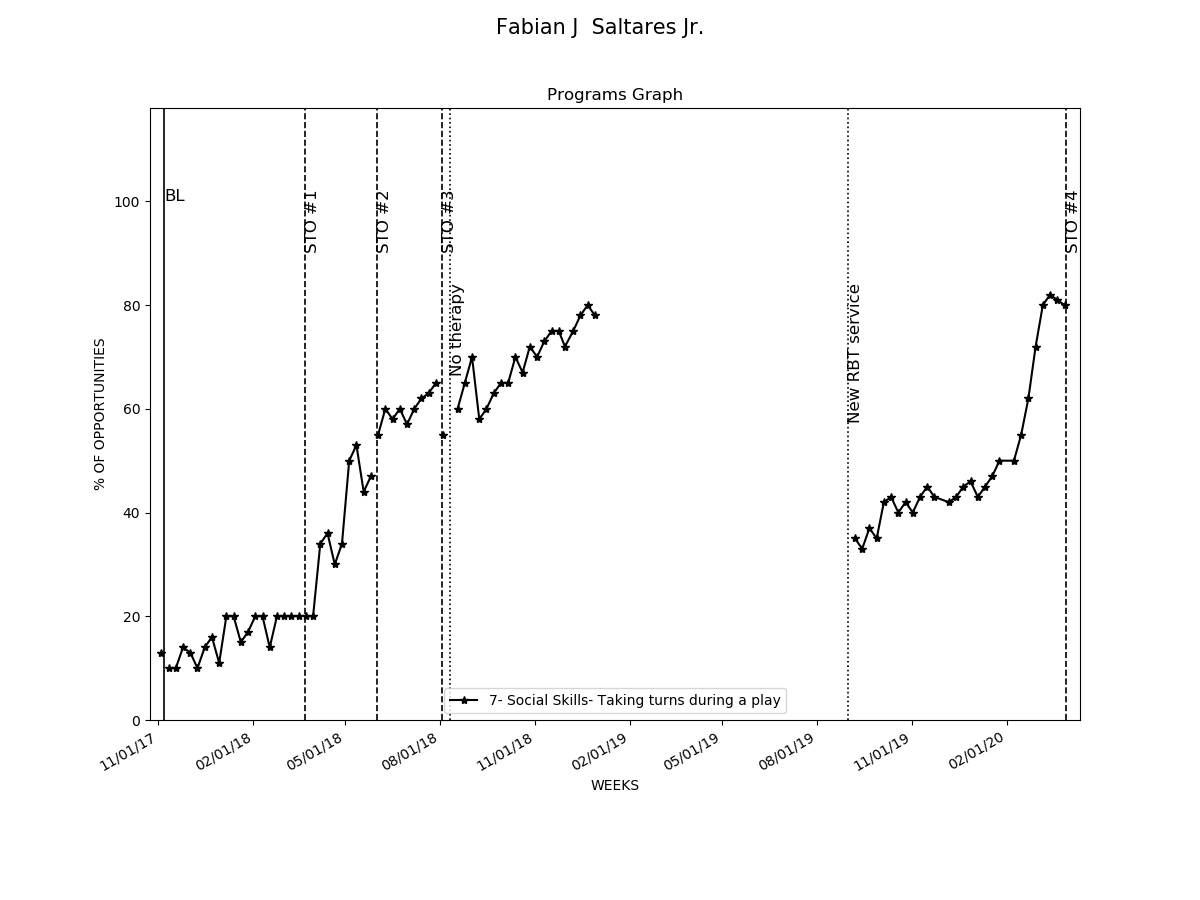 Fabian J  Saltares Jr.
Programs Graph
BL
STO #1
STO #2
STO #3
No therapy
New RBT service
STO #4
% OF OPPORTUNITIES
100
80
60
40
20
0
7- Social Skills- Taking turns during a play
11/01/17
02/01/18
05/01/18
08/01/18
11/01/18
02/01/19
05/01/19
08/01/19
11/01/19
02/01/20
WEEKS